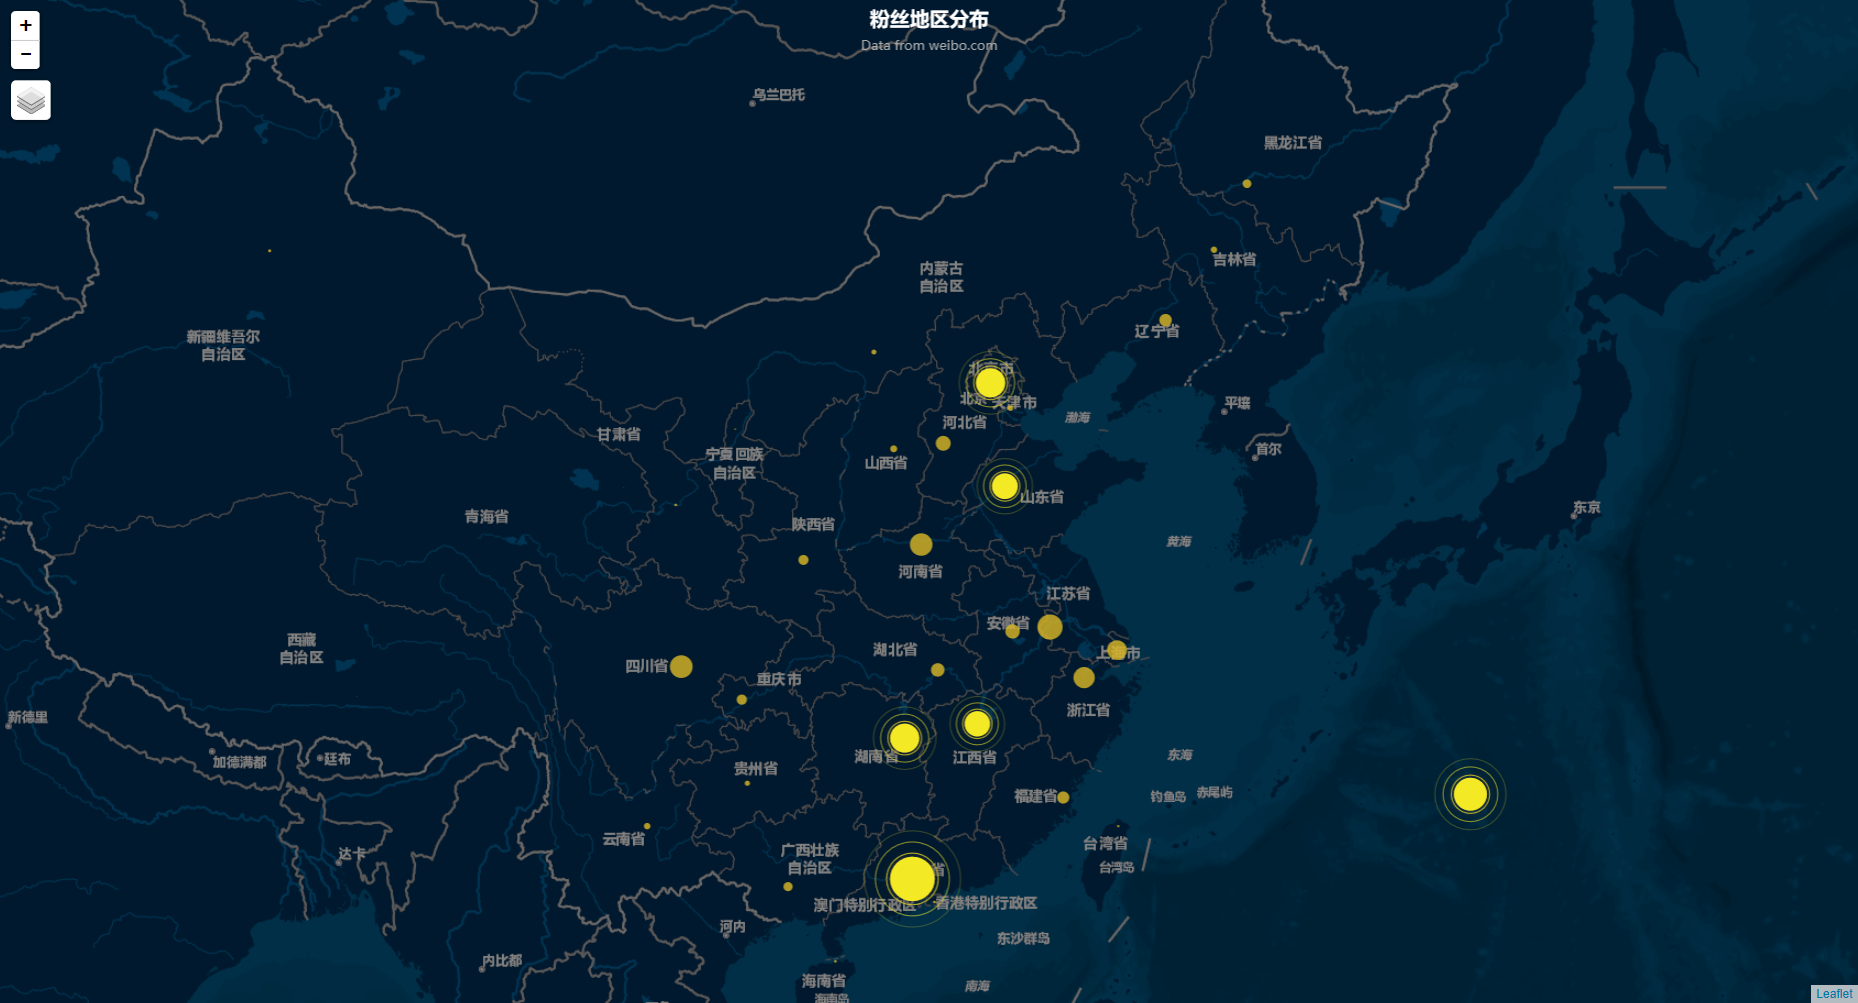 +
−
粉丝地区分布
Data from weibo.com
乌兰巴托
黑龙江省
吉林省
内蒙古
自治区
辽宁省
新疆维吾尔
自治区
北京市
北京
天津市
平壤
河北省
渤海
甘肃省
首尔
宁夏回族
自治区
山西省
山东省
东京
青海省
陕西省
黄海
河南省
江苏省
安徽省
西藏
自治区
湖北省
上海市
四川省
重庆市
浙江省
新德里
加德满都
廷布
湖南省
江西省
东海
贵州省
福建省
钓鱼岛
赤尾屿
云南省
台湾省
达卡
广西壮族
自治区
省
台湾岛
澳门特别行政区
香港特别行政区
河内
东沙群岛
内比都
海南省
南海
海南岛
Leaflet